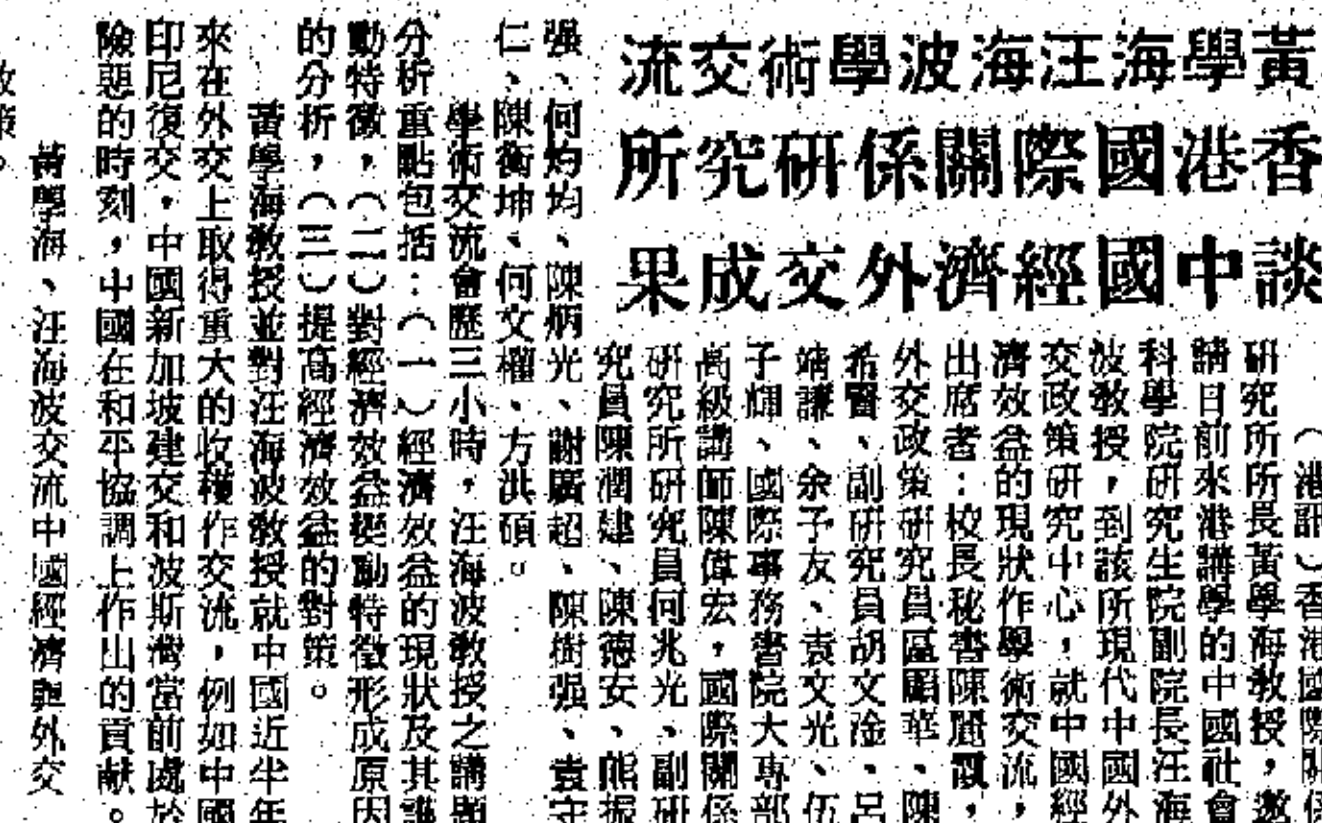 黃學海汪海波學術交流
香港國際關係研究所
談中國經濟外交成果
（港訊）香港國際關係
研究所所長黃學海教授，邀
請日前來港講學的中國社會
科學院研究生院副院長汪海
波教授，到該所現代中國外
交政策研究中心，就中國經
濟效益的現狀作學術交流，
出席者：校長秘書陳麗霞，
外交政策研究員區華、陳
希賢、副研究員胡文淦、呂
靖謙、余子友、袁文光、伍
子輝、國際事務書院大專部
高級講師陳偉宏，國際關係
研究所研究員何兆光、副研
究員陳潤建、陳德安、熊振
强、何灼均、陳炳光、謝廣超、陳樹强、袁守
仁、陳衡坤、何文權、方洪碩。
學術交流會歷三小時，汪海波教授之講題
分析重點包括：（一）經濟效益的現狀及其
動特徵，（二）對經濟效益變動特徵形成原因
的分析，（三）提高經濟效益的對策。
黃學海教授並對汪海波教授就中國近半年
來在外交上取得重大的收穫作交流，例如中國
印尼復交，中國新加坡建交和波斯灣當前處於
險惡的時刻，中國在和平協調上作出的貢献。
黃學海、汪海波交流中國經濟與外交
政策。